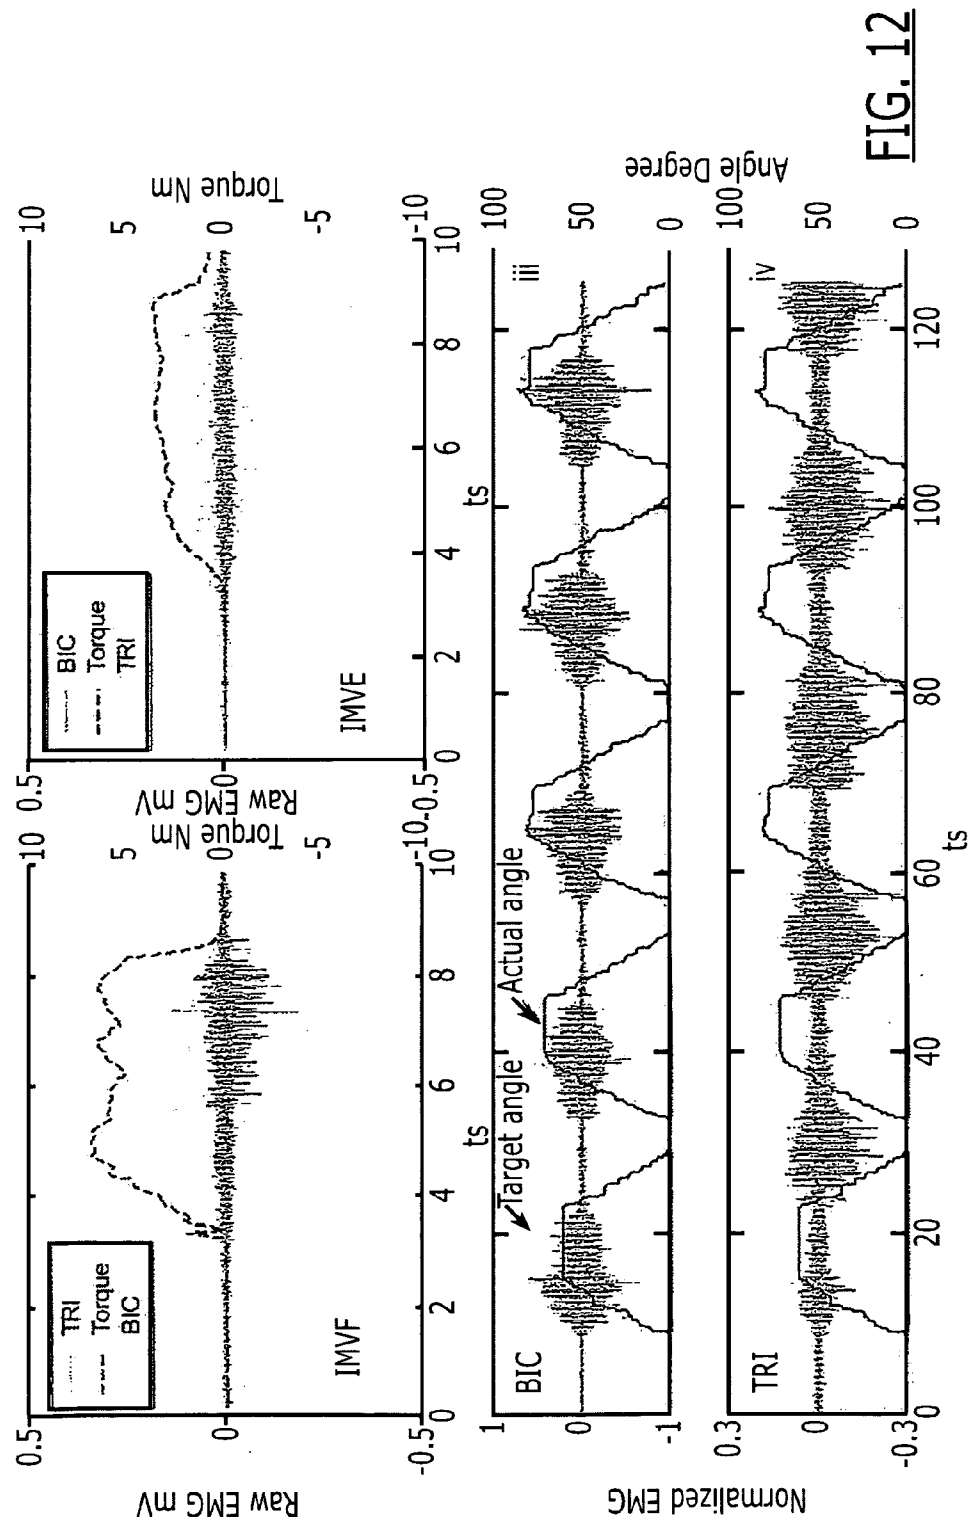 0.5
0
-0.5
Raw EMG mV
TRI
Torque
BIC
IMVF
0
2
4
6
8
10
ts
10
5
0
-5
-10
Torque Nm
0.5
0
-0.5
Raw EMG mV
BIC
Torque
TRI
IMVE
0
2
4
6
8
10
ts
10
5
0
-5
-10
Torque Nm
1
0
-1
BIC
Target angle
Actual angle
iii
100
50
0
Normalized EMG
Angle Degree
0.3
0
-0.3
TRI
iv
100
50
0
0
20
40
60
80
100
120
ts
FIG. 12